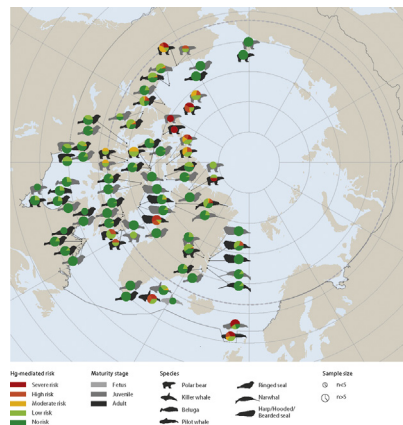 Hg-mediated risk
Severe risk
High risk
Moderate risk
Low risk
No risk
Maturity stage
Fetus
Juvenile
Adult
Species
Polar bear
Killer whale
Beluga
Pilot whale
Ringed seal
Narwhal
Harp/Hooded/
Bearded seal
Sample size
n<5
n>5